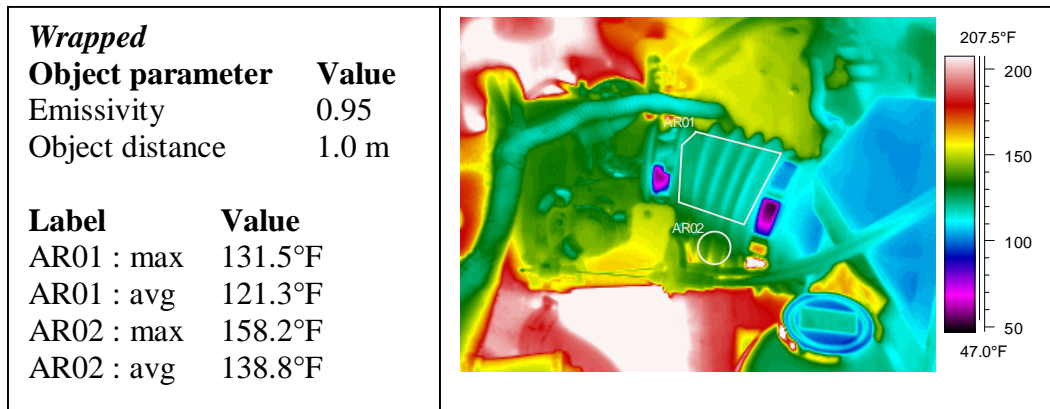 Wrapped
Object parameter Value
Emissivity 0.95
Object distance 1.0 m
Label Value
AR01 : max 131.5°F
AR01 : avg 121.3°F
AR02 : max 158.2°F
AR02 : avg 138.8°F
AR01
AR02
207.5°F
200
150
100
50
47.0°F